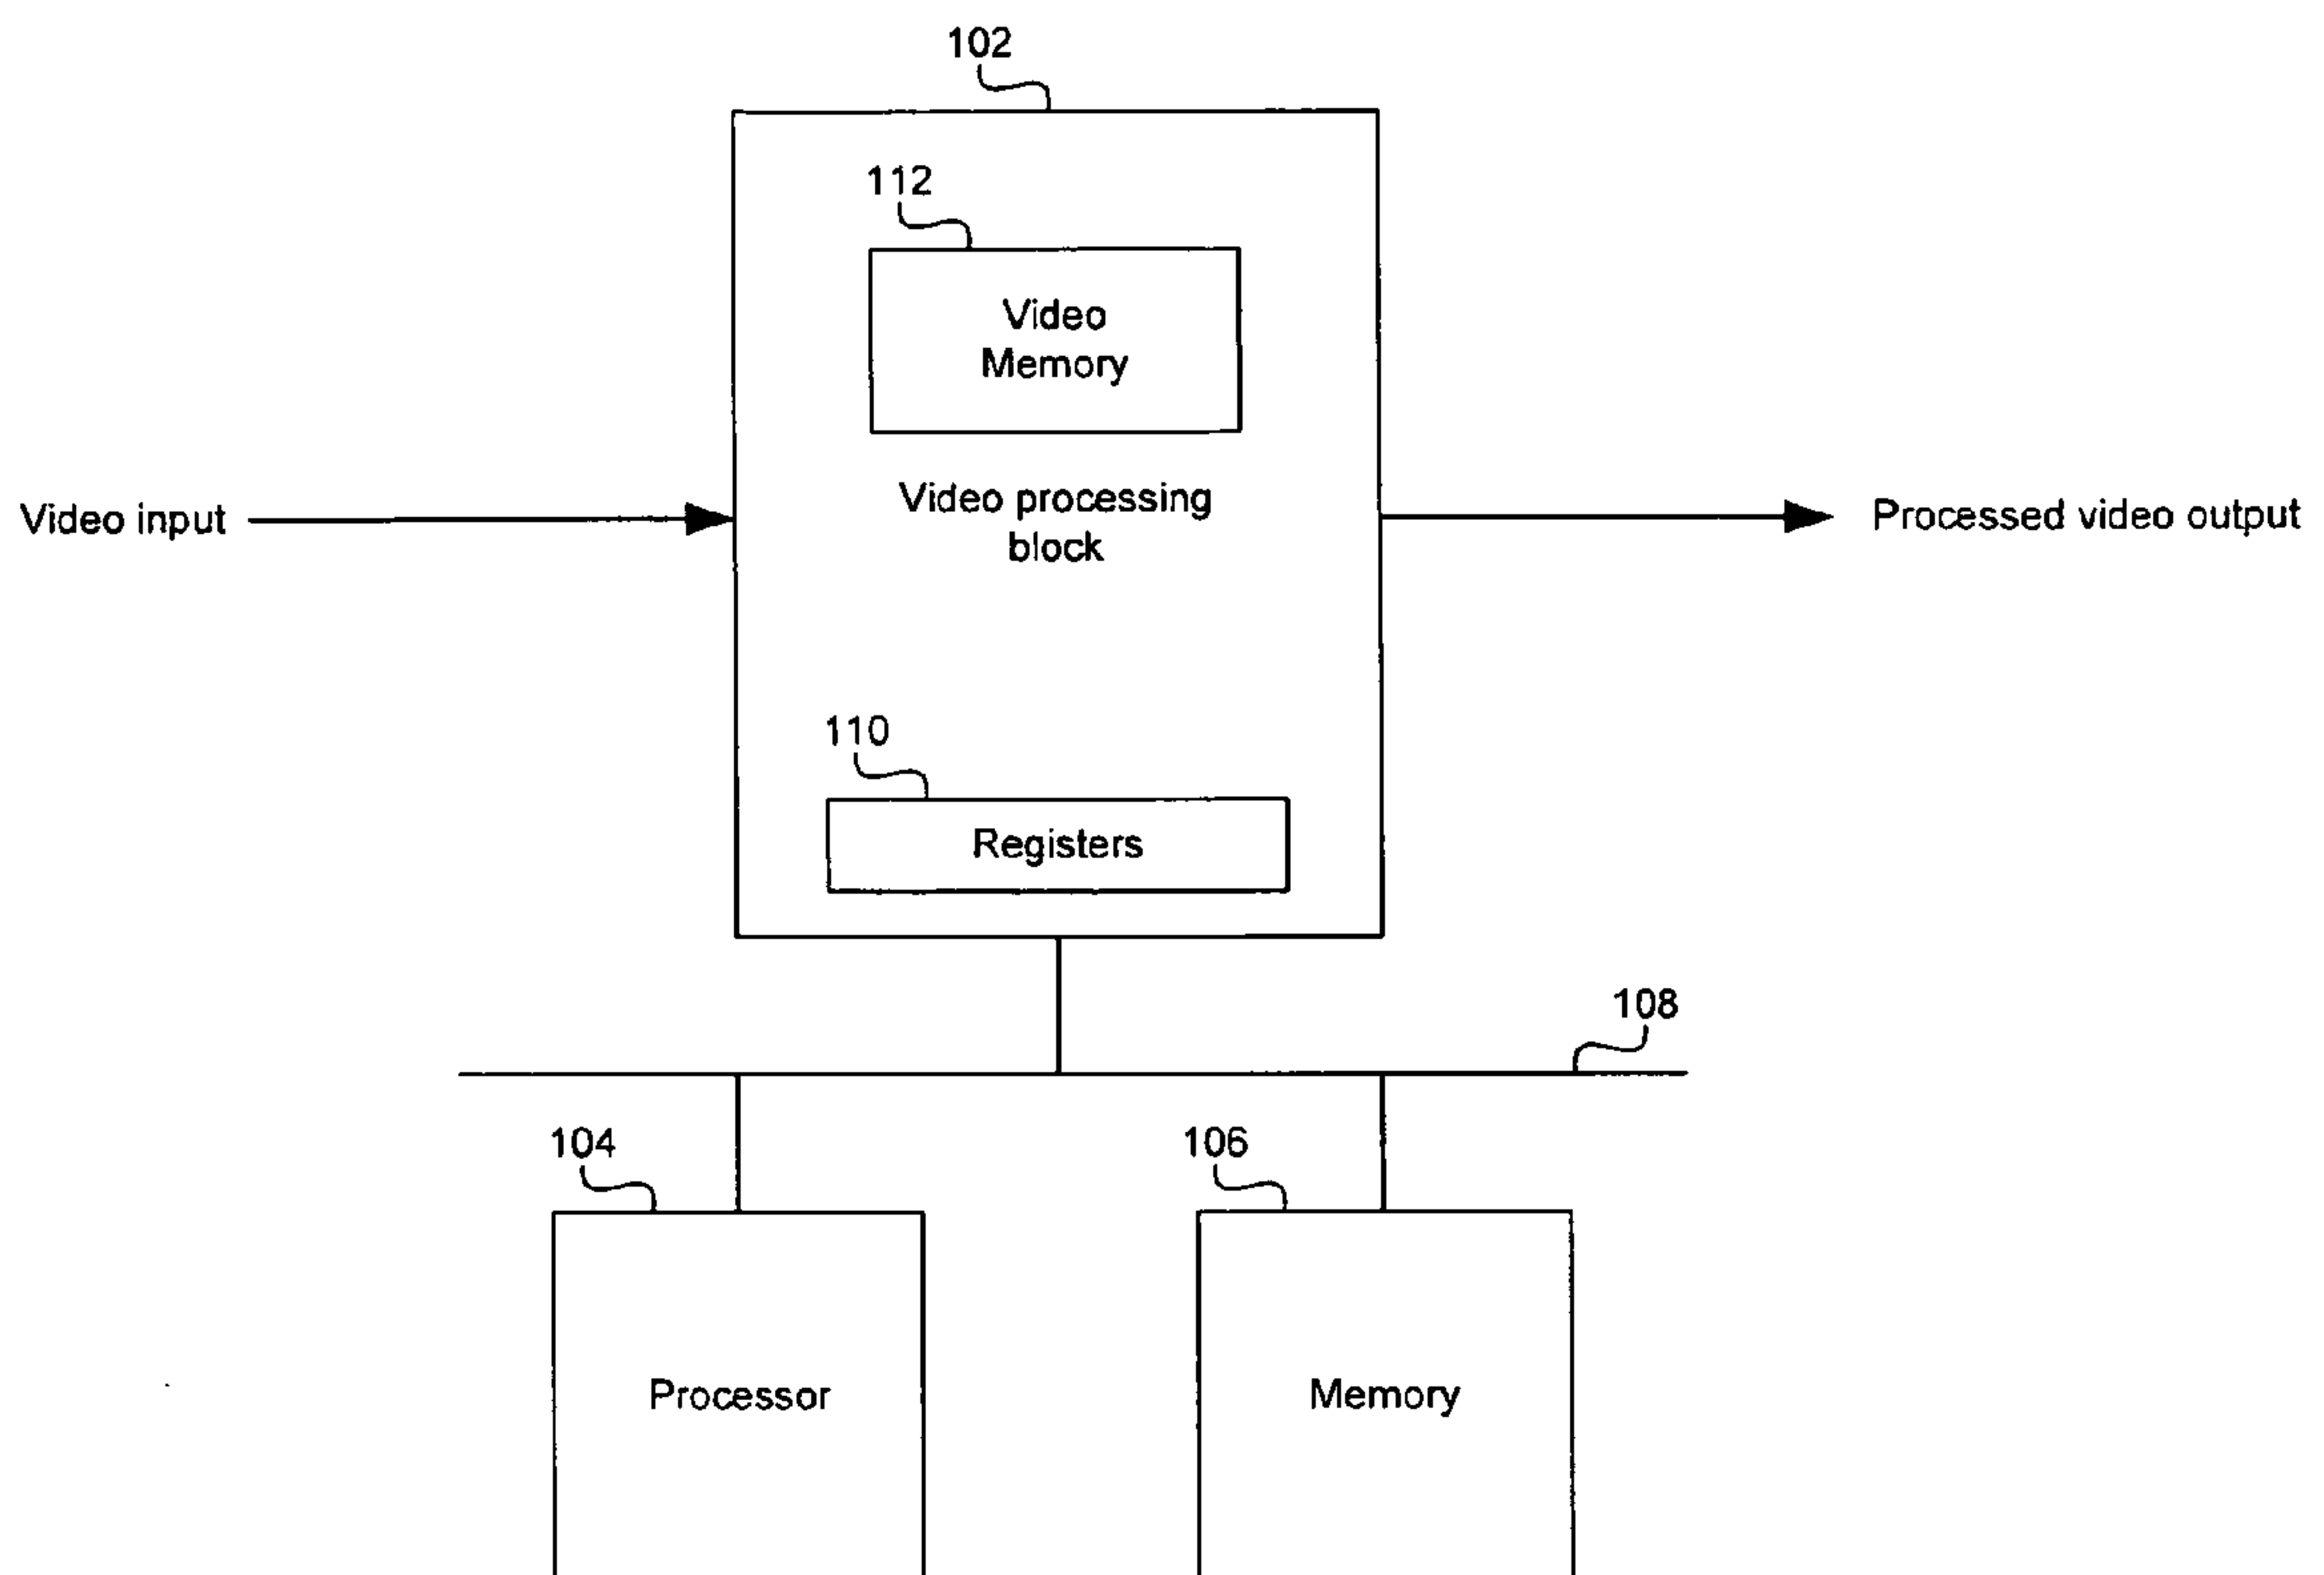 102
112
Video
Memory
Video input
Video processing
block
Processed video output
110
Registers
108
104
106
Processor
Memory